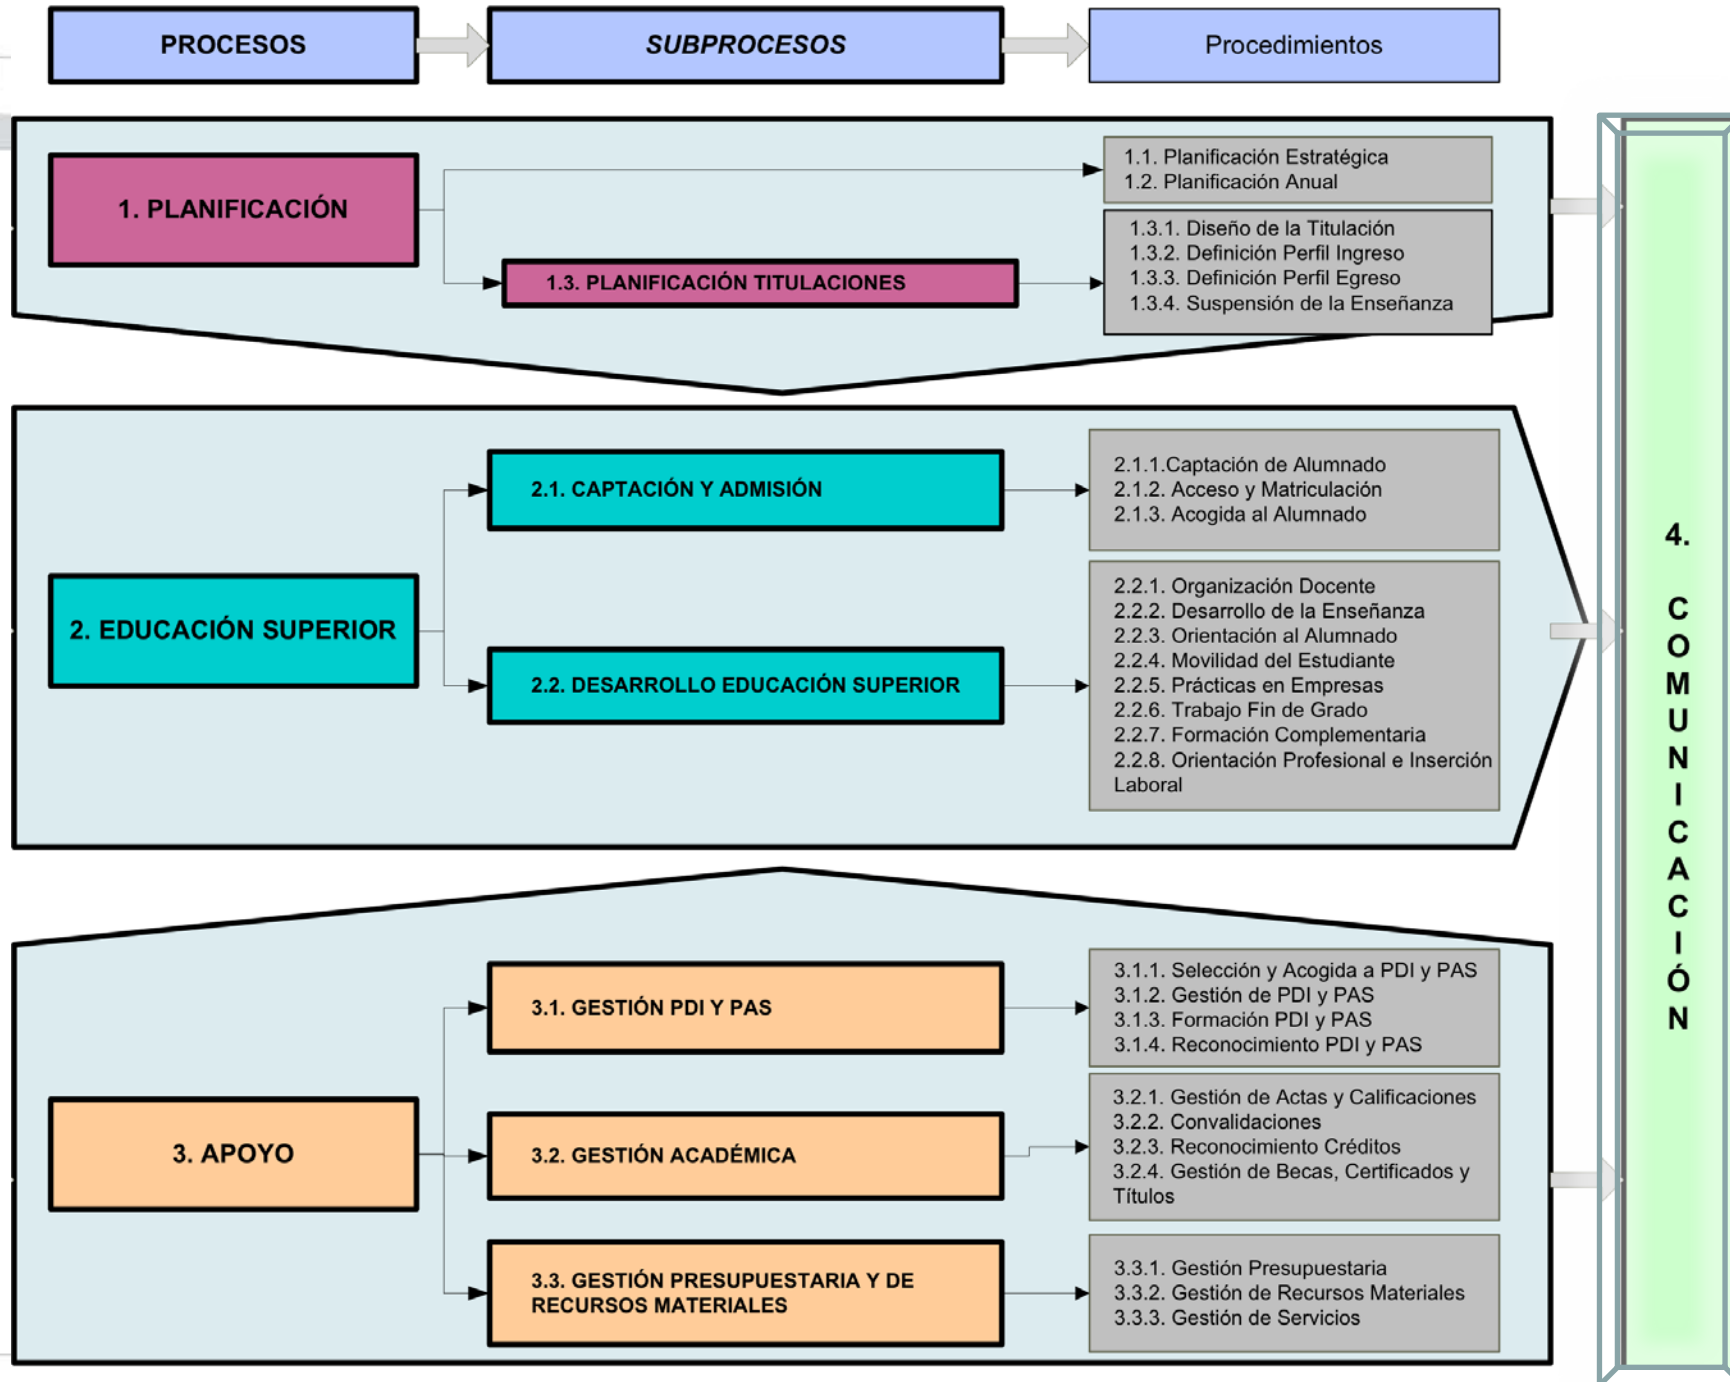 PROCESOS
SUBPROCESOS
Procedimientos
1. PLANIFICACIÓN
1.1. Planificación Estratégica
1.2. Planificación Anual
1.3. PLANIFICACIÓN TITULACIONES
1.3.1. Diseño de la Titulación
1.3.2. Definición Perfil Ingreso
1.3.3. Definición Perfil Egreso
1.3.4. Suspensión de la Enseñanza
2. EDUCACIÓN SUPERIOR
2.1. CAPTACIÓN Y ADMISIÓN
2.1.1.Captación de Alumnado
2.1.2. Acceso y Matriculación
2.1.3. Acogida al Alumnado
2.2. DESARROLLO EDUCACIÓN SUPERIOR
2.2.1. Organización Docente
2.2.2. Desarrollo de la Enseñanza
2.2.3. Orientación al Alumnado
2.2.4. Movilidad del Estudiante
2.2.5. Prácticas en Empresas
2.2.6. Trabajo Fin de Grado
2.2.7. Formación Complementaria
2.2.8. Orientación Profesional e Inserción
Laboral
3. APOYO
3.1. GESTIÓN PDI Y PAS
3.1.1. Selección y Acogida a PDI y PAS
3.1.2. Gestión de PDI y PAS
3.1.3. Formación PDI y PAS
3.1.4. Reconocimiento PDI y PAS
3.2. GESTIÓN ACADÉMICA
3.2.1. Gestión de Actas y Calificaciones
3.2.2. Convalidaciones
3.2.3. Reconocimiento Créditos
3.2.4. Gestión de Becas, Certificados y
Títulos
3.3. GESTIÓN PRESUPUESTARIA Y DE
RECURSOS MATERIALES
3.3.1. Gestión Presupuestaria
3.3.2. Gestión de Recursos Materiales
3.3.3. Gestión de Servicios
4.
COMUNICACIÓN